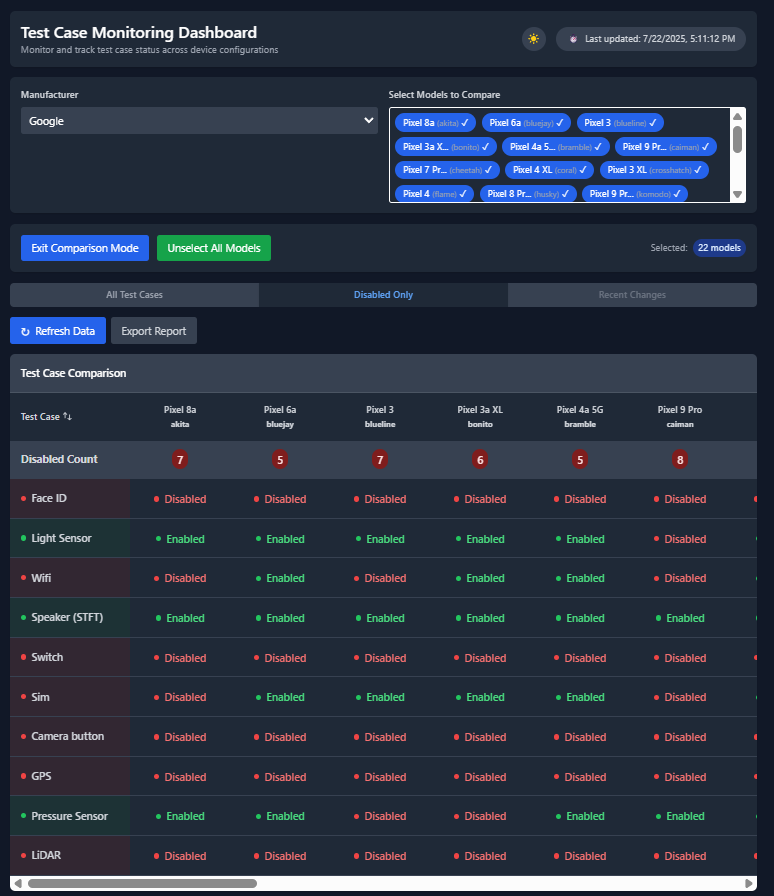 Test Case Monitoring Dashboard
Monitor and track test case status across device configurations
Last updated: 7/22/2025, 5:11:12 PM
Manufacturer
Google
Select Models to Compare
Pixel 8a (akita) ✓ Pixel 6a (bluejay) ✓ Pixel 3 (blueline) ✓
Pixel 3a X... (bonito) ✓ Pixel 4a 5... (bramble) ✓ Pixel 9 Pr... (caiman) ✓
Pixel 7 Pr... (cheetah) ✓ Pixel 4 XL (coral) ✓ Pixel 3 XL (crosshatch) ✓
Pixel 4 (flame) ✓ Pixel 8 Pr... (husky) ✓ Pixel 9 Pr... (komodo) ✓
Exit Comparison Mode Unselect All Models Selected: 22 models
All Test Cases Disabled Only Recent Changes
↻ Refresh Data Export Report
Test Case Comparison
Test Case ↑↓ Pixel 8a Pixel 6a Pixel 3 Pixel 3a XL Pixel 4a 5G Pixel 9 Pro
akita bluejay blueline bonito bramble caiman
Disabled Count 7 5 7 6 5 8
Face ID Disabled Disabled Disabled Disabled Disabled Disabled
Light Sensor Enabled Enabled Enabled Enabled Enabled Disabled
Wifi Disabled Enabled Disabled Enabled Enabled Disabled
Speaker (STFT) Enabled Enabled Enabled Enabled Enabled Enabled
Switch Disabled Disabled Disabled Disabled Disabled Disabled
Sim Disabled Enabled Enabled Enabled Enabled Disabled
Camera button Disabled Disabled Disabled Disabled Disabled Disabled
GPS Disabled Disabled Disabled Disabled Disabled Disabled
Pressure Sensor Enabled Enabled Disabled Disabled Enabled Enabled
LiDAR Disabled Disabled Disabled Disabled Disabled Disabled